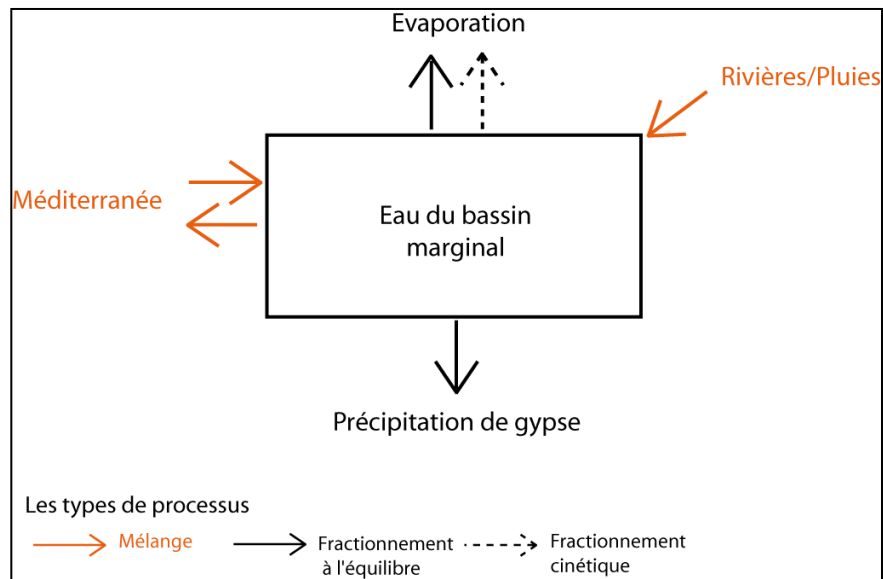 Evaporation
Rivières/Pluies
Méditerranée
Eau du bassin
marginal
Précipitation de gypse
Les types de processus
Mélange
Fractionnement
à l'équilibre
Fractionnement
cinétique